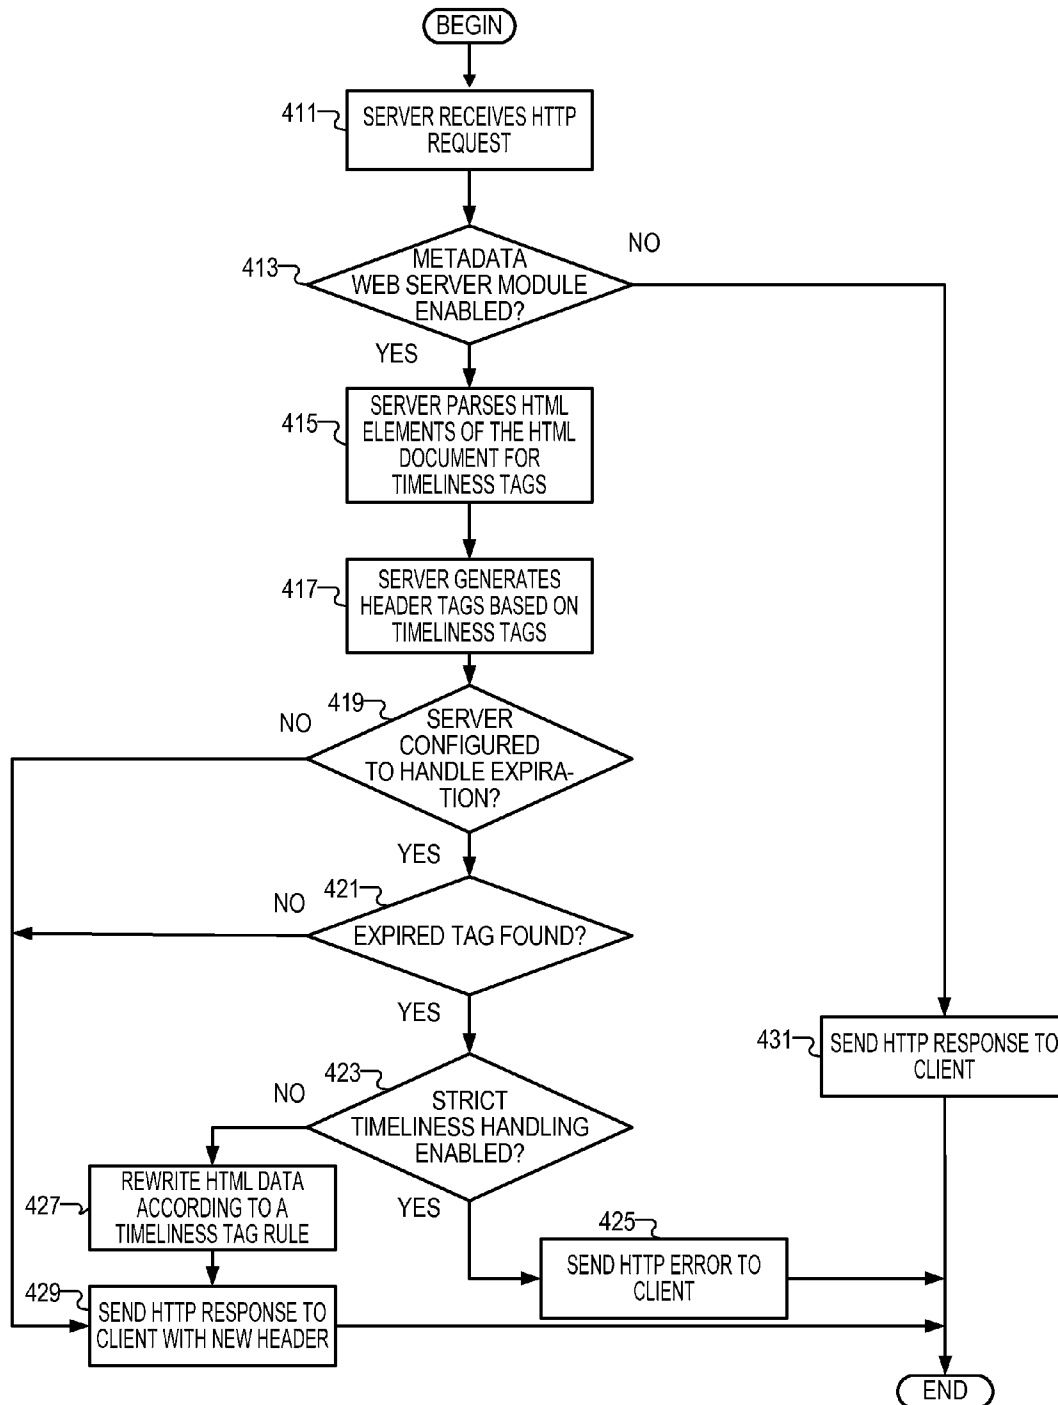 BEGIN
411
SERVER RECEIVES HTTP
REQUEST
413
METADATA
WEB SERVER MODULE
ENABLED?
NO
YES
415
SERVER PARSES HTML
ELEMENTS OF THE HTML
DOCUMENT FOR
TIMELINESS TAGS
417
SERVER GENERATES
HEADER TAGS BASED ON
TIMELINESS TAGS
419
NO
SERVER
CONFIGURED
TO HANDLE EXPIRA-
TION?
YES
421
NO
EXPIRED TAG FOUND?
YES
431
SEND HTTP RESPONSE TO
CLIENT
423
NO
STRICT
TIMELINESS HANDLING
ENABLED?
YES
427
REWRITE HTML DATA
ACCORDING TO A
TIMELINESS TAG RULE
425
SEND HTTP ERROR TO
CLIENT
429
SEND HTTP RESPONSE TO
CLIENT WITH NEW HEADER
END